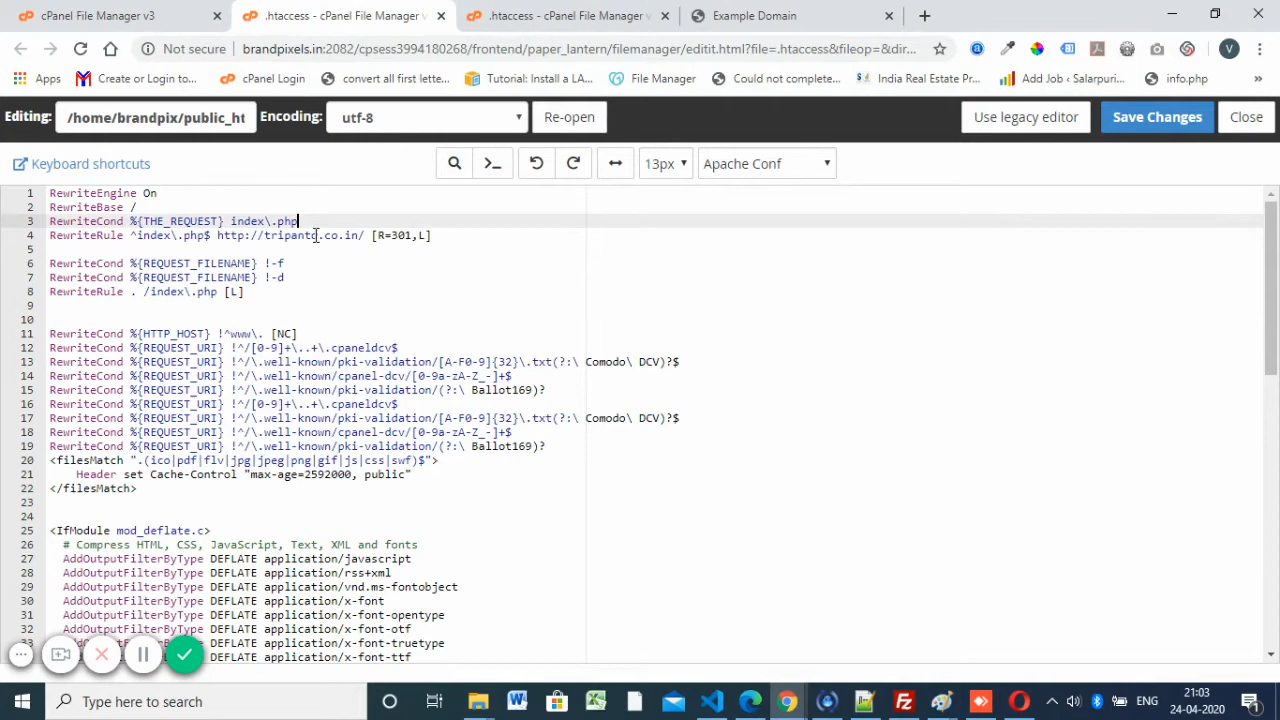 cPanel File Manager v3
.htaccess - cPanel File Manager v
.htaccess - cPanel File Manager v
Example Domain
Not secure
brandpixels.in:2082/cpsess3994180268/frontend/paper_lantern/filemanager/editit.html?file=.htaccess&fileop=&dir...
V
Apps
Create or Login to...
cPanel Login
convert all first lette...
Tutorial: Install a LA...
File Manager
Could not complete...
India Real Estate Pr...
Add Job ‹ Salarpuri...
info.php
»
Editing:
/home/brandpix/public_ht
Encoding:
utf-8
Re-open
Use legacy editor
Save Changes
Close
Keyboard shortcuts
13px
Apache Conf
1 RewriteEngine On
2 RewriteBase /
3 RewriteCond %{THE_REQUEST} index\.php
4 RewriteRule ^index\.php$ http://tripanto.co.in/ [R=301,L]
5
6 RewriteCond %{REQUEST_FILENAME} !-f
7 RewriteCond %{REQUEST_FILENAME} !-d
8 RewriteRule . /index\.php [L]
9
10
11 RewriteCond %{HTTP_HOST} !^www\. [NC]
12 RewriteCond %{REQUEST_URI} !^/[0-9]+\..+\.cpaneldcv$
13 RewriteCond %{REQUEST_URI} !^/\.well-known/pki-validation/[A-F0-9]{32}\.txt(?:\ Comodo\ DCV)?$
14 RewriteCond %{REQUEST_URI} !^/\.well-known/cpanel-dcv/[0-9a-zA-Z_-]+$
15 RewriteCond %{REQUEST_URI} !^/\.well-known/pki-validation/(?:\ Ballot169)?
16 RewriteCond %{REQUEST_URI} !^/[0-9]+\..+\.cpaneldcv$
17 RewriteCond %{REQUEST_URI} !^/\.well-known/pki-validation/[A-F0-9]{32}\.txt(?:\ Comodo\ DCV)?$
18 RewriteCond %{REQUEST_URI} !^/\.well-known/cpanel-dcv/[0-9a-zA-Z_-]+$
19 RewriteCond %{REQUEST_URI} !^/\.well-known/pki-validation/(?:\ Ballot169)?
20 <filesMatch ".(ico|pdf|flv|jpg|jpeg|png|gif|js|css|swf)$">
21 Header set Cache-Control "max-age=2592000, public"
22 </filesMatch>
23
24
25 <IfModule mod_deflate.c>
26 # Compress HTML, CSS, JavaScript, Text, XML and fonts
27 AddOutputFilterByType DEFLATE application/javascript
28 AddOutputFilterByType DEFLATE application/rss+xml
29 AddOutputFilterByType DEFLATE application/vnd.ms-fontobject
30 AddOutputFilterByType DEFLATE application/x-font
31 AddOutputFilterByType DEFLATE application/x-font-opentype
32 AddOutputFilterByType DEFLATE application/x-font-otf
33 AddOutputFilterByType DEFLATE application/x-font-truetype
AddOutputFilterByType DEFLATE application/x-font-ttf
Type here to search
ENG
21:03
24-04-2020
1